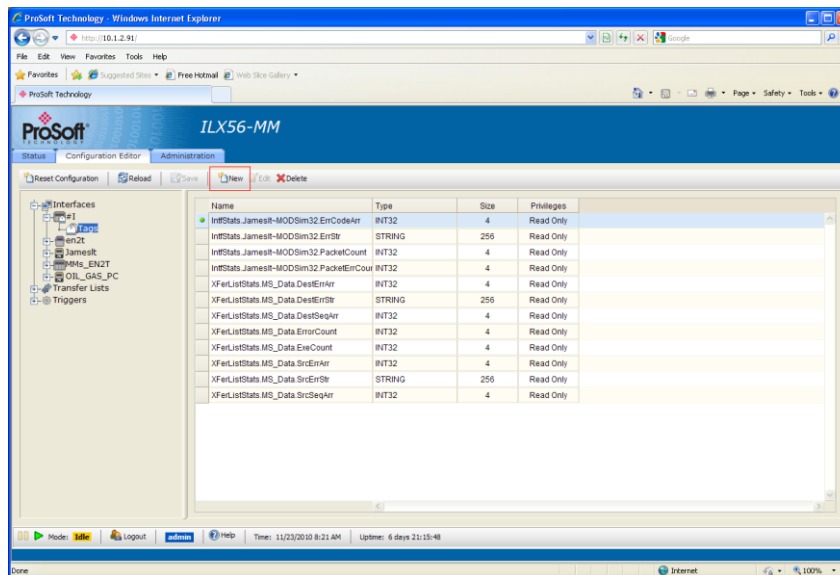 ProSoft Technology - Windows Internet Explorer
http://10.1.2.91/
Google
File Edit View Favorites Tools Help
Favorites Suggested Sites Free Hotmail Web Slice Gallery
ProSoft Technology
Page Safety Tools
ProSoft
TECHNOLOGY
ILX56-MM
Status Configuration Editor Administration
Reset Configuration Reload Save New Edit Delete
Interfaces
#I
Tags
en2t
JamesIt
MMs_EN2T
OIL_GAS_PC
Transfer Lists
Triggers
Name Type Size Privileges
IntfStats.JamesIt~MODSim32.ErrCodeArr INT32 4 Read Only
IntfStats.JamesIt~MODSim32.ErrStr STRING 256 Read Only
IntfStats.JamesIt~MODSim32.PacketCount INT32 4 Read Only
IntfStats.JamesIt~MODSim32.PacketErrCour INT32 4 Read Only
XFerListStats.MS_Data.DestErrArr INT32 4 Read Only
XFerListStats.MS_Data.DestErrStr STRING 256 Read Only
XFerListStats.MS_Data.DestSeqArr INT32 4 Read Only
XFerListStats.MS_Data.ErrorCount INT32 4 Read Only
XFerListStats.MS_Data.ExeCount INT32 4 Read Only
XFerListStats.MS_Data.SrcErrArr INT32 4 Read Only
XFerListStats.MS_Data.SrcErrStr STRING 256 Read Only
XFerListStats.MS_Data.SrcSeqArr INT32 4 Read Only
Mode: Idle Logout admin Help Time: 11/23/2010 8:21 AM Uptime: 6 days 21:15:48
Done Internet 100%